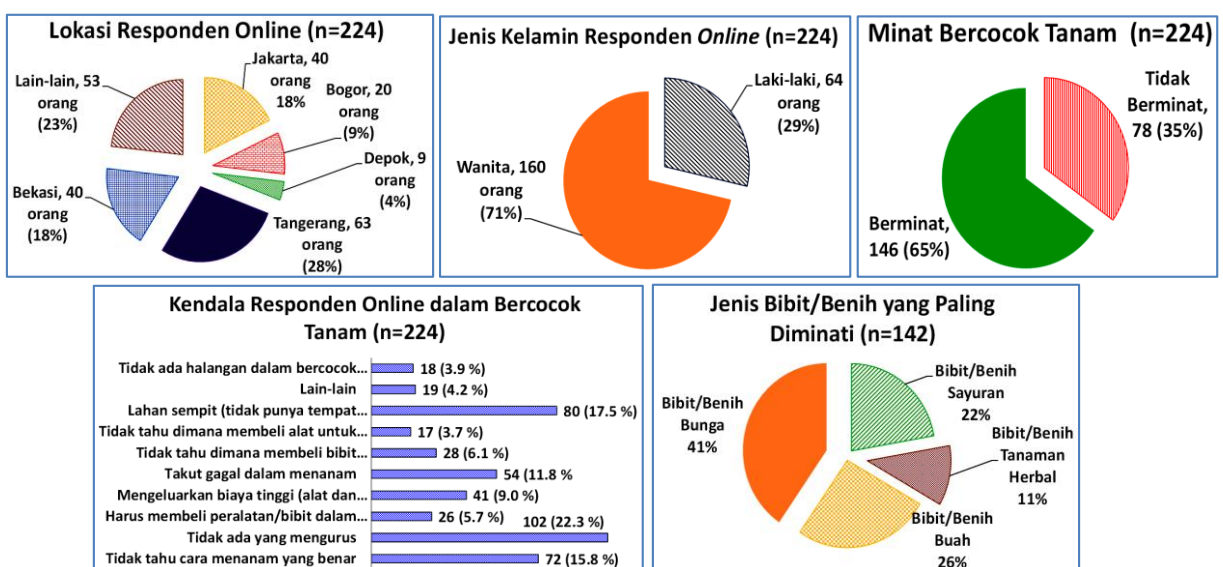 Lokasi Responden Online (n=224)
Jakarta, 40
orang
18%
Bogor, 20
orang
(9%)
Depok, 9
orang
(4%)
Tangerang, 63
orang
(28%)
Bekasi, 40
orang
(18%)
Lain-lain, 53
orang
(23%)
Jenis Kelamin Responden Online (n=224)
Laki-laki, 64
orang
(29%)
Wanita, 160
orang
(71%)
Minat Bercocok Tanam (n=224)
Tidak
Berminat,
78 (35%)
Berminat,
146 (65%)
Kendala Responden Online dalam Bercocok
Tanam (n=224)
Tidak ada halangan dalam bercocok... 18 (3.9 %)
Lain-lain 19 (4.2 %)
Lahan sempit (tidak punya tempat... 80 (17.5 %)
Tidak tahu dimana membeli alat untuk... 17 (3.7 %)
Tidak tahu dimana membeli bibit 28 (6.1 %)
Takut gagal dalam menanam 54 (11.8 %
Mengeluarkan biaya tinggi (alat dan... 41 (9.0 %)
Harus membeli peralatan/bibit dalam... 26 (5.7 %)
Tidak ada yang mengurus 102 (22.3 %)
Tidak tahu cara menanam yang benar 72 (15.8 %)
Jenis Bibit/Benih yang Paling
Diminati (n=142)
Bibit/Benih
Sayuran
22%
Bibit/Benih
Tanaman
Herbal
11%
Bibit/Benih
Buah
26%
Bibit/Benih
Bunga
41%